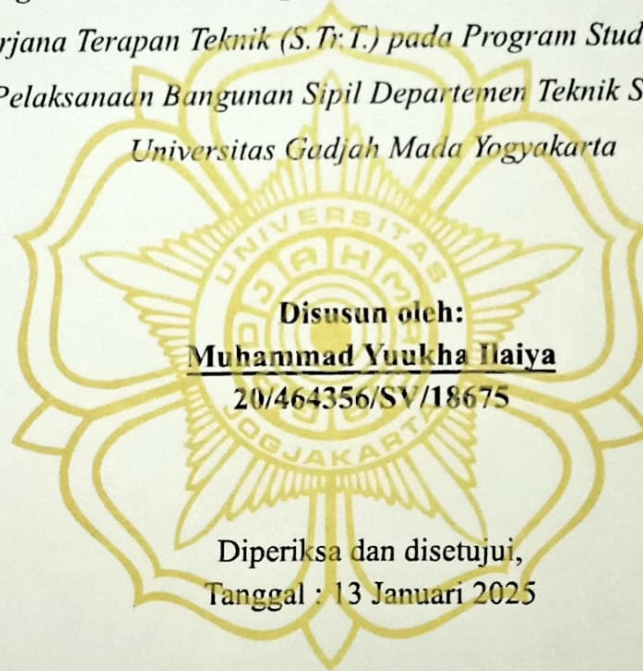 rjana Terapan Teknik (S.Tr.T.) pada Program Stud
Pelaksanaan Bangunan Sipil Departemen Teknik S
Universitas Gadjah Mada Yogyakarta
UNIVERSITAS
GADJAH MADA
Disusun oleh:
Muhammad Yuukha Ilaiya
20/464356/SV/18675
YOGJAKARTA
Diperiksa dan disetujui,
Tanggal : 13 Januari 2025